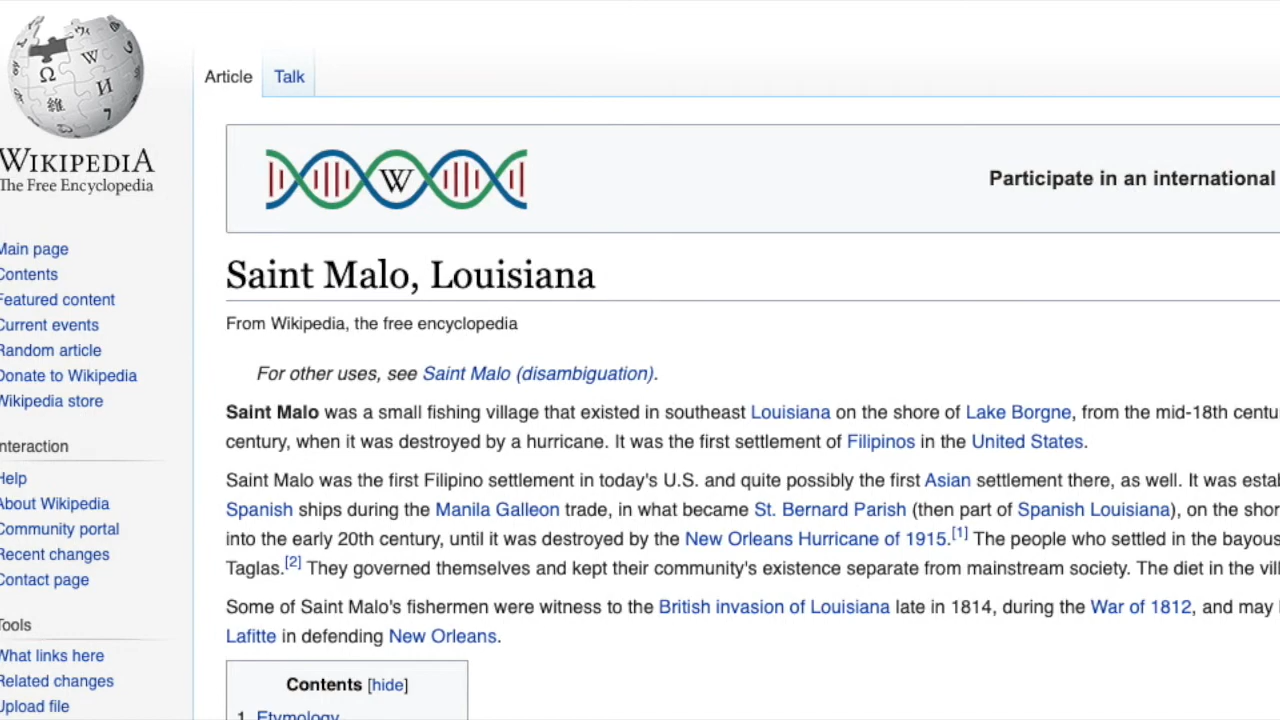 WIKIPEDIA
The Free Encyclopedia
Main page
Contents
Featured content
Current events
Random article
Donate to Wikipedia
Wikipedia store
Interaction
Help
About Wikipedia
Community portal
Recent changes
Contact page
Tools
What links here
Related changes
Upload file
Article Talk
W
Participate in an international
Saint Malo, Louisiana
From Wikipedia, the free encyclopedia
For other uses, see Saint Malo (disambiguation).
Saint Malo was a small fishing village that existed in southeast Louisiana on the shore of Lake Borgne, from the mid-18th centu
century, when it was destroyed by a hurricane. It was the first settlement of Filipinos in the United States.
Saint Malo was the first Filipino settlement in today's U.S. and quite possibly the first Asian settlement there, as well. It was estab
Spanish ships during the Manila Galleon trade, in what became St. Bernard Parish (then part of Spanish Louisiana), on the shor
into the early 20th century, until it was destroyed by the New Orleans Hurricane of 1915.[1] The people who settled in the bayous
Taglas.[2] They governed themselves and kept their community's existence separate from mainstream society. The diet in the vill
Some of Saint Malo's fishermen were witness to the British invasion of Louisiana late in 1814, during the War of 1812, and may
Lafitte in defending New Orleans.
Contents [hide]
1 Etymology